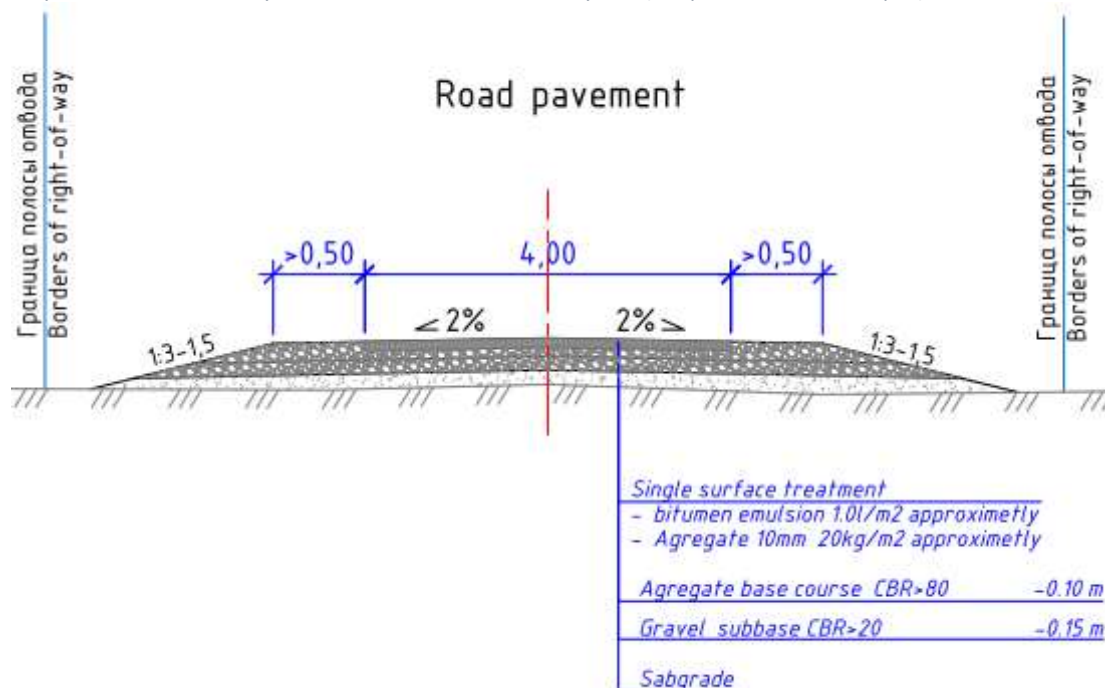 Граница полосы отвода
Borders of right-of-way
Road pavement
Граница полосы отвода
Borders of right-of-way
>0,50 4,00 >0,50
2% 2%
1:3-1,5 1:3-1,5
Single surface treatment
- bitumen emulsion 1.0l/m2 approximetly
- Agregate 10mm 20kg/m2 approximetly
Agregate base course CBR>80 -0.10 m
Gravel subbase CBR>20 -0.15 m
Sabgrade